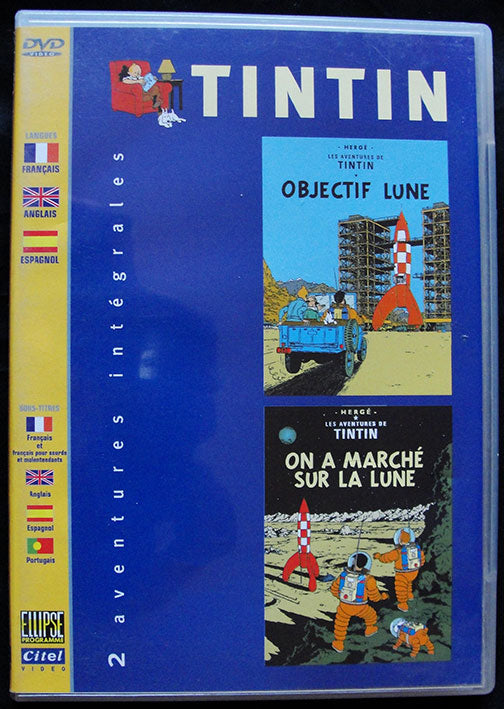 DVD
VIDEO
LANGUES
FRANÇAIS
ANGLAIS
ESPAGNOL
SOUS-TITRES
Français
et
français pour sourds
et malentendants
Anglais
Espagnol
Portugais
ELLIPSE
PROGRAMME
Citel
VIDEO
2 aventures intégrales
TINTIN
- HERGÉ -
LES AVENTURES DE
TINTIN
OBJECTIF LUNE
- HERGÉ -
LES AVENTURES DE
TINTIN
ON A MARCHÉ
SUR LA LUNE